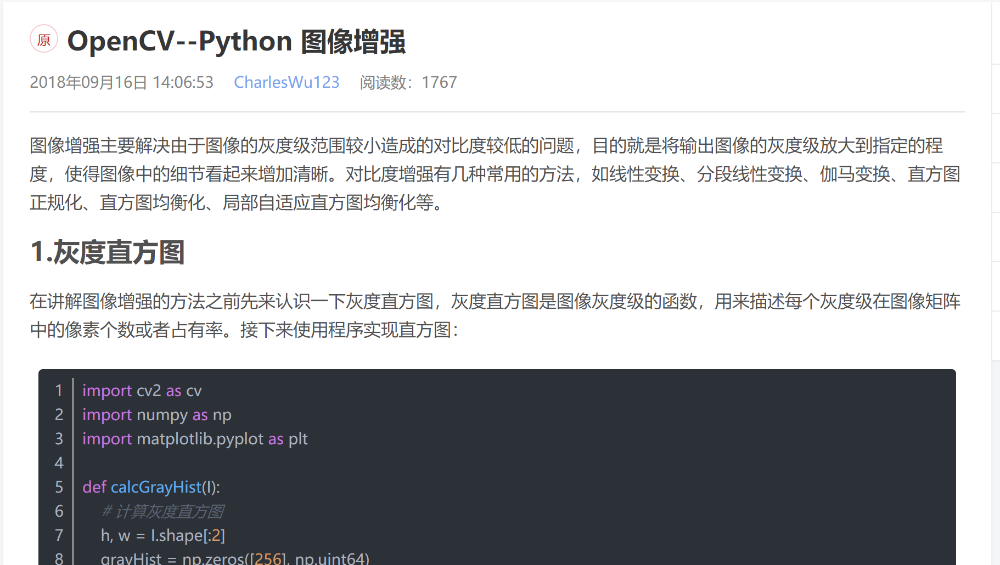 原 OpenCV--Python 图像增强
2018年09月16日 14:06:53 CharlesWu123 阅读数：1767
图像增强主要解决由于图像的灰度级范围较小造成的对比度较低的问题，目的就是将输出图像的灰度级放大到指定的程
度，使得图像中的细节看起来增加清晰。对比度增强有几种常用的方法，如线性变换、分段线性变换、伽马变换、直方图
正规化、直方图均衡化、局部自适应直方图均衡化等。
1.灰度直方图
在讲解图像增强的方法之前先来认识一下灰度直方图，灰度直方图是图像灰度级的函数，用来描述每个灰度级在图像矩阵
中的像素个数或者占有率。接下来使用程序实现直方图：
1 import cv2 as cv
2 import numpy as np
3 import matplotlib.pyplot as plt
4
5 def calcGrayHist(I):
6 # 计算灰度直方图
7 h, w = I.shape[:2]
8 grayHist = np.zeros([256], np.uint64)